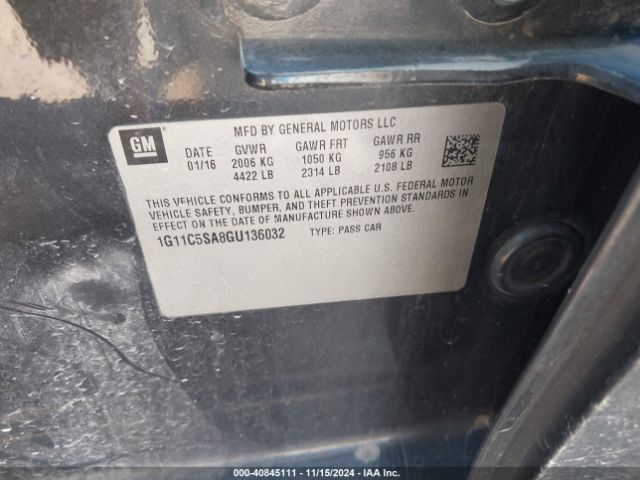 MFD BY GENERAL MOTORS LLC
GM
DATE GVWR GAWR FRT GAWR RR
01/16 2006 KG 1050 KG 956 KG
4422 LB 2314 LB 2108 LB
THIS VEHICLE CONFORMS TO ALL APPLICABLE U.S. FEDERAL MOTOR
VEHICLE SAFETY, BUMPER, AND THEFT PREVENTION STANDARDS IN
EFFECT ON THE DATE OF MANUFACTURE SHOWN ABOVE.
1G11C5SA8GU136032 TYPE: PASS CAR
000-40845111 - 11/15/2024 - IAA Inc.